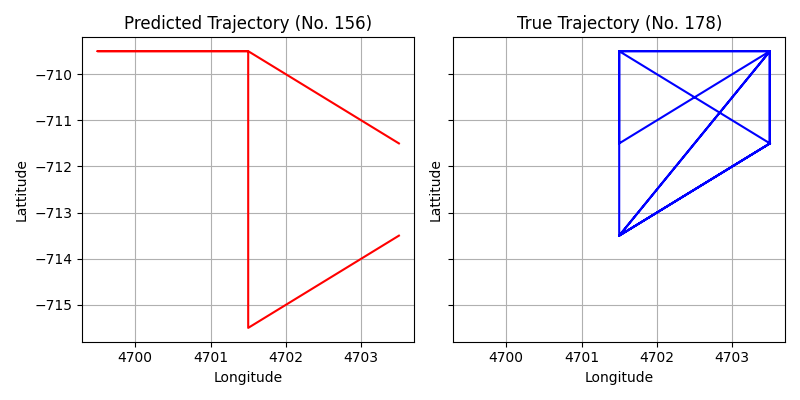 Predicted Trajectory (No. 156)
True Trajectory (No. 178)
Lattitude
−710
−711
−712
−713
−714
−715
4700
4701
4702
4703
Longitude
Lattitude
4700
4701
4702
4703
Longitude